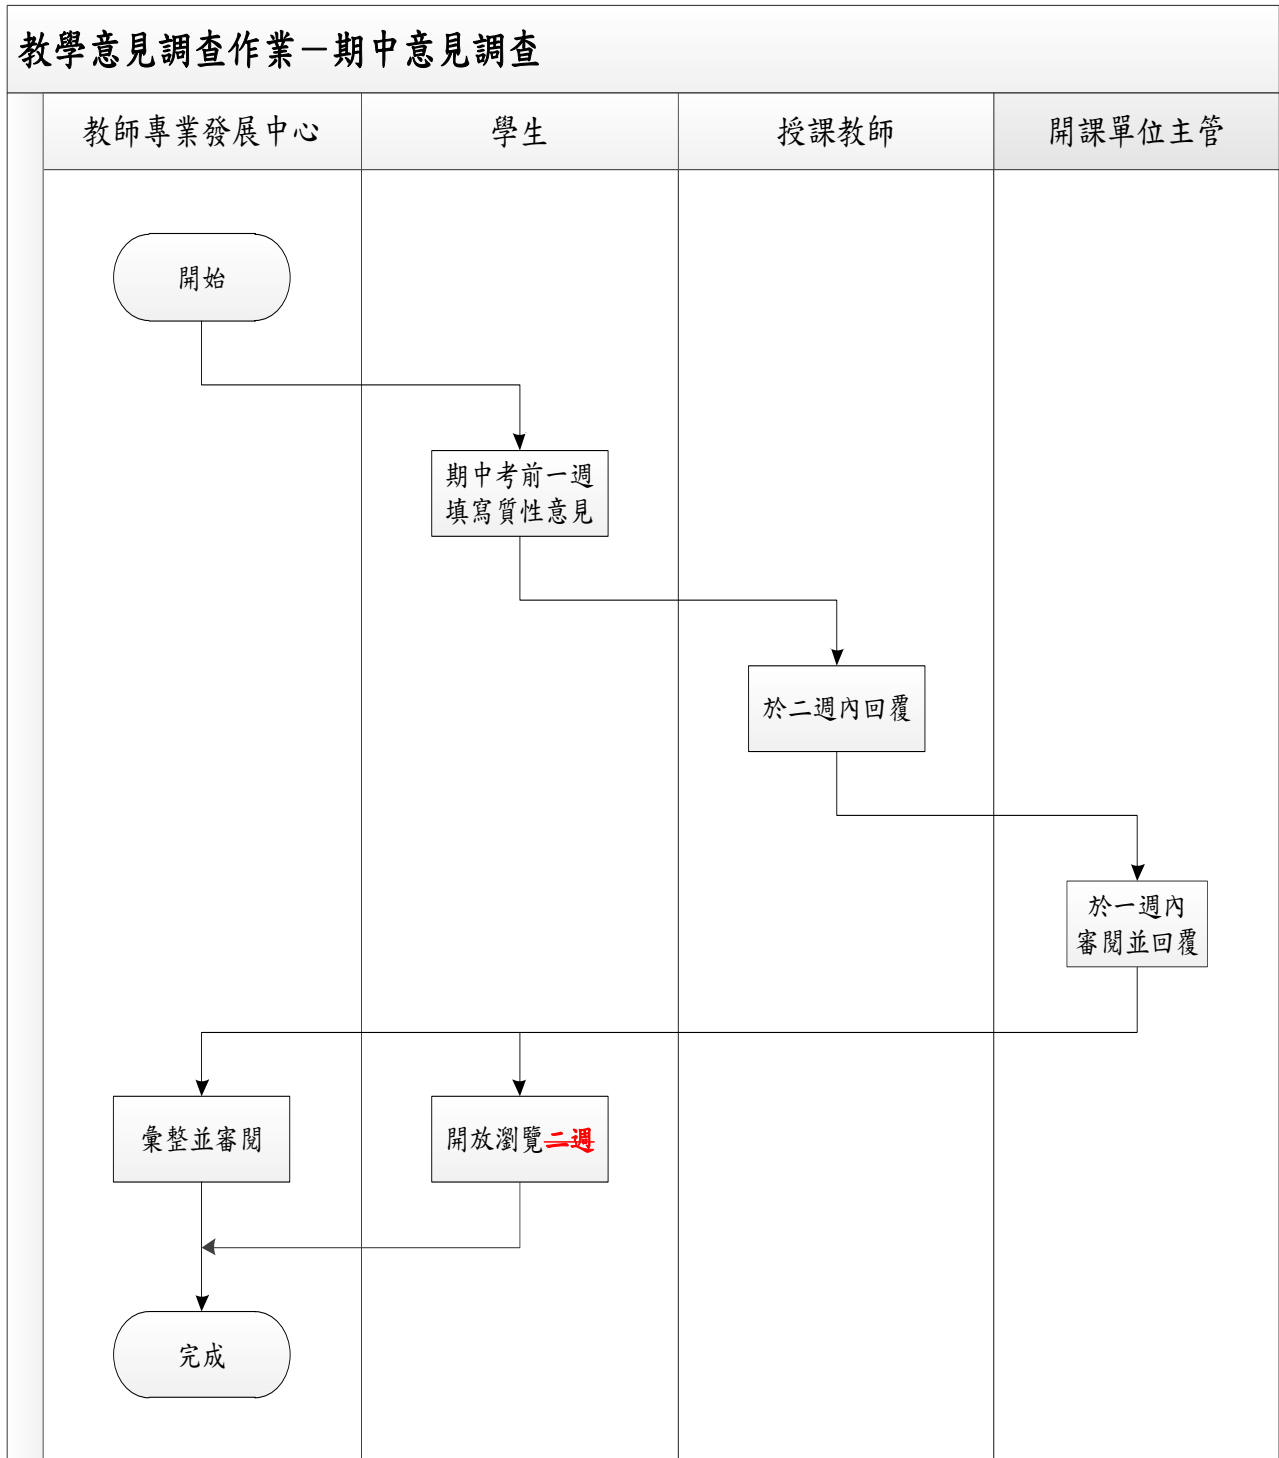 教學意見調查作業－期中意見調查
教師專業發展中心
學生
授課教師
開課單位主管
開始
期中考前一週
填寫質性意見
於二週內回覆
於一週內
審閱並回覆
彙整並審閱
開放瀏覽二週
完成